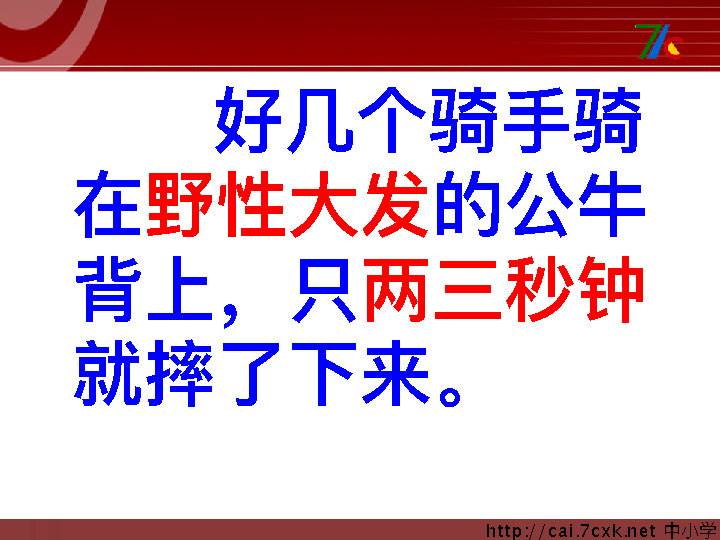 好几个骑手骑
在野性大发的公牛
背上，只两三秒钟
就摔了下来。
http://cai.7cxk.net 中小学